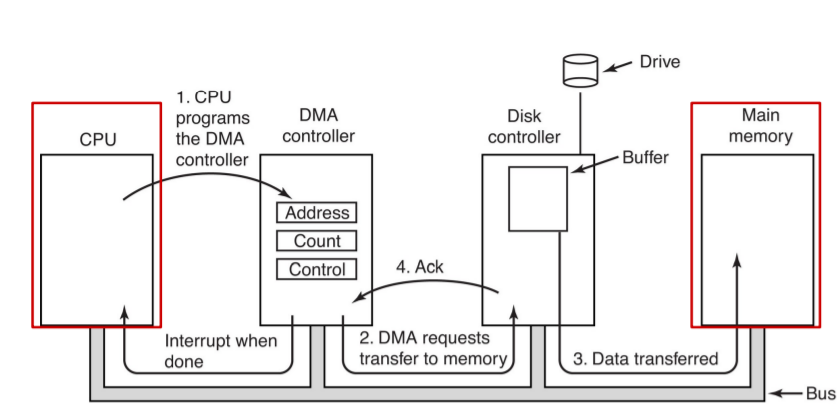 Drive
1. CPU
programs
the DMA
controller
CPU
DMA
controller
Disk
controller
Main
memory
Buffer
Address
Count
Control
4. Ack
Interrupt when
done
2. DMA requests
transfer to memory
3. Data transferred
Bus